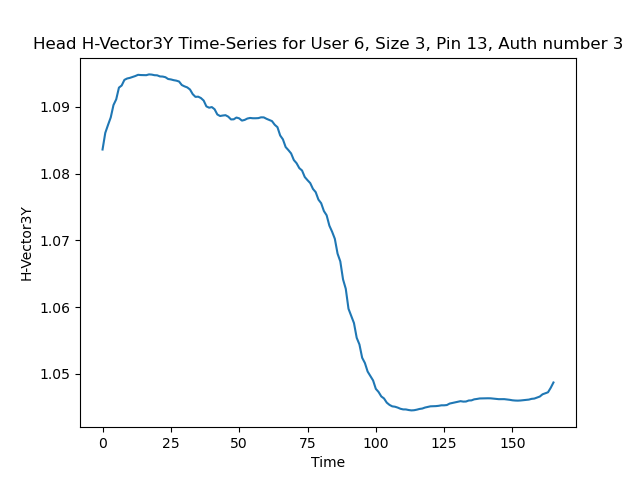 Head H-Vector3Y Time-Series for User 6, Size 3, Pin 13, Auth number 3
H-Vector3Y
1.09
1.08
1.07
1.06
1.05
0 25 50 75 100 125 150
Time